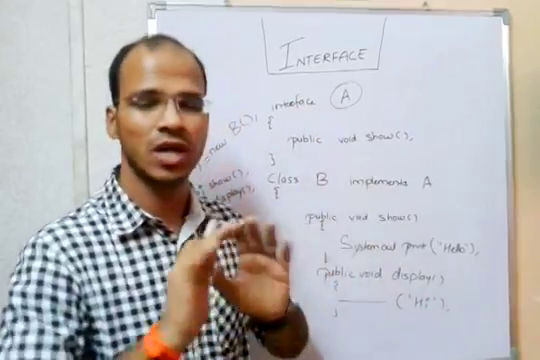 INTERFACE
interface A
{
public void show();
}
= new B();
show();
display();
Class B implements A
{
public void show()
{
System.out.print("Hello");
}
public void display()
{
("Hi");
}